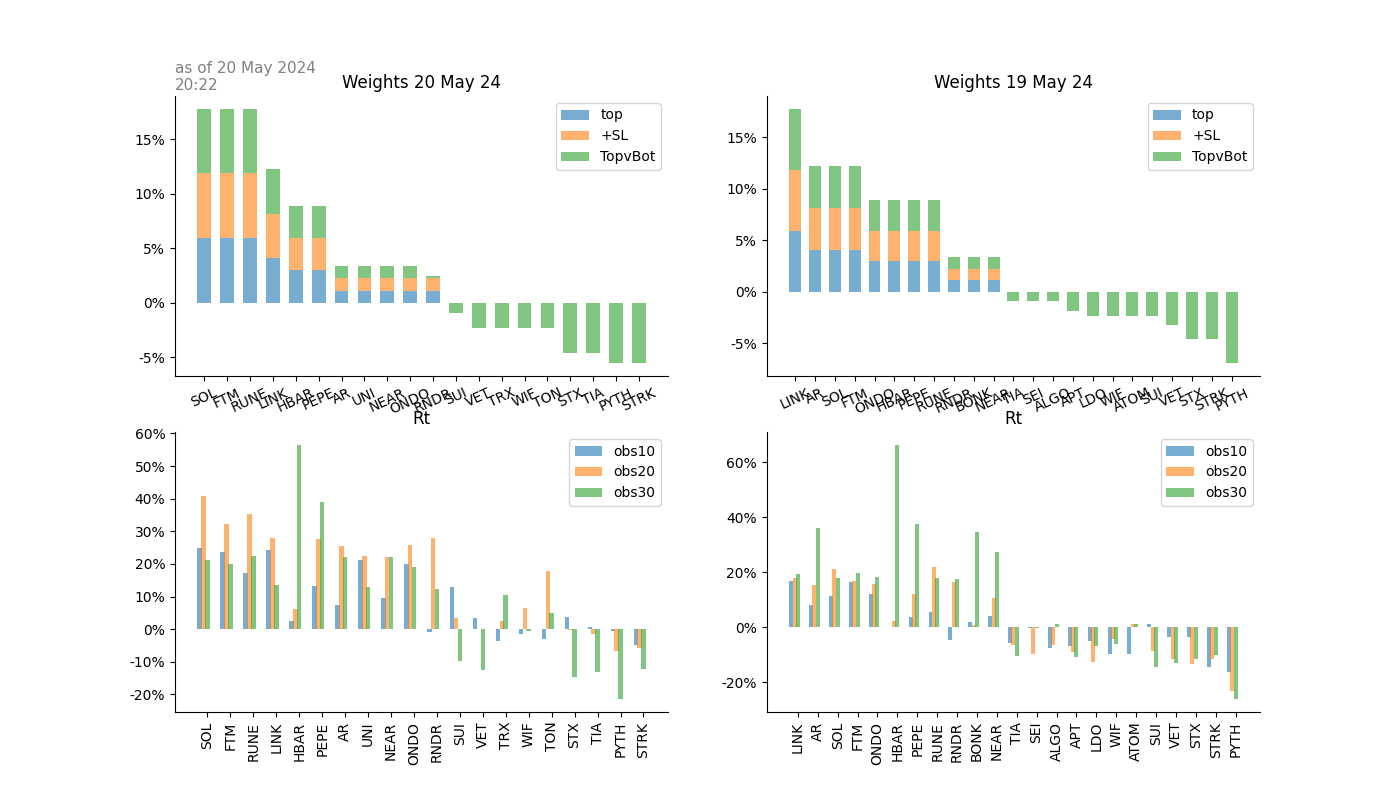 as of 20 May 2024
20:22
Weights 20 May 24
top
+SL
TopvBot
15%
10%
5%
0%
-5%
SOL FTM RUNE LINK HBAR PEPE AR UNI NEAR ONDO RNDR SUI VET TRX WIF TON STX TIA PYTH STRK
Weights 19 May 24
top
+SL
TopvBot
15%
10%
5%
0%
-5%
LINK AR SOL FTM ONDO HBAR PEPE RUNE RNDR BONK NEAR TIA SEI ALGO APT LDO WIF ATOM SUI VET STX STRK PYTH
Rt
obs10
obs20
obs30
60%
50%
40%
30%
20%
10%
0%
-10%
-20%
SOL FTM RUNE LINK HBAR PEPE AR UNI NEAR ONDO RNDR SUI VET TRX WIF TON STX TIA PYTH STRK
Rt
obs10
obs20
obs30
60%
40%
20%
0%
-20%
LINK AR SOL FTM ONDO HBAR PEPE RUNE RNDR BONK NEAR TIA SEI ALGO APT LDO WIF ATOM SUI VET STX STRK PYTH